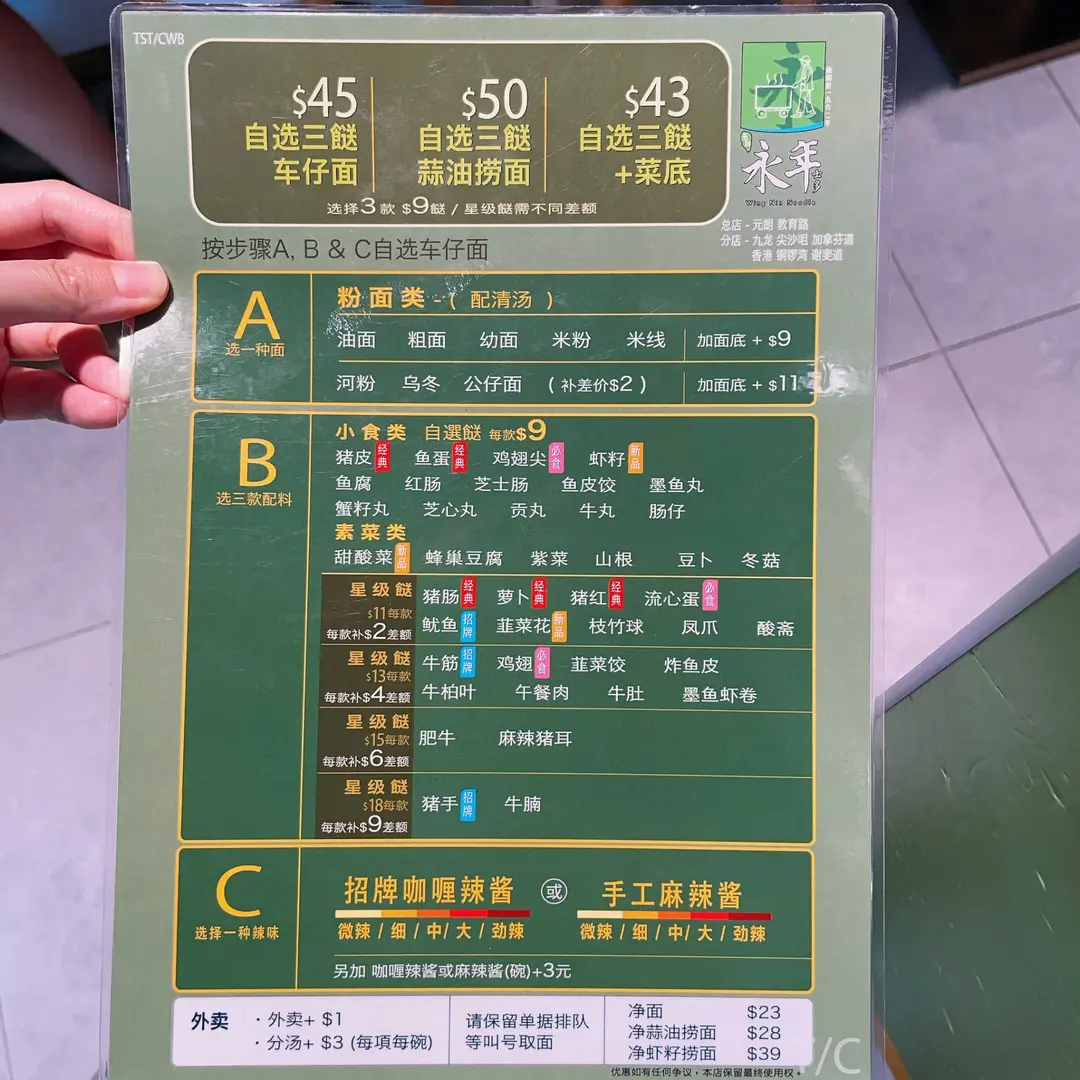 TST/CWB
$45
自选三餸
车仔面
$50
自选三餸
蒜油捞面
$43
自选三餸
+菜底
选择3款 $9餸 / 星级餸需不同差额
永年士多
Wing Nin Noodle
总店 - 元朗 教育路
分店 - 九龙 尖沙咀 加拿芬道
香港 铜锣湾 谢斐道
按步骤A, B & C自选车仔面
A
选一种面
粉面类 - ( 配清汤 )
油面 粗面 幼面 米粉 米线 加面底 + $9
河粉 乌冬 公仔面 ( 补差价$2 ) 加面底 + $11
B
选三款配料
小食类 自選餸 每款$9
猪皮 经典 鱼蛋 经典 鸡翅尖 必食 虾籽 新品
鱼腐 红肠 芝士肠 鱼皮饺 墨鱼丸
蟹籽丸 芝心丸 贡丸 牛丸 肠仔
素菜类
甜酸菜 新品 蜂巢豆腐 紫菜 山根 豆卜 冬菇
星级餸
$11每款
每款补$2差额
猪肠 经典 萝卜 经典 猪红 经典 流心蛋 必食
鱿鱼 招牌 韮菜花 新品 枝竹球 凤爪 酸斋
星级餸
$13每款
每款补$4差额
牛筋 招牌 鸡翅 必食 韮菜饺 炸鱼皮
牛柏叶 午餐肉 牛肚 墨鱼虾卷
星级餸
$15每款
每款补$6差额
肥牛 麻辣猪耳
星级餸
$18每款
每款补$9差额
猪手 招牌 牛腩
C
选择一种辣味
招牌咖喱辣酱 或 手工麻辣酱
微辣 / 细 / 中/ 大 / 劲辣 微辣 / 细 / 中/ 大 / 劲辣
另加 咖喱辣酱或麻辣酱(碗)+3元
外卖
· 外卖+ $1
· 分汤+ $3 (每項每碗)
请保留单据排队
等叫号取面
净面 $23
净蒜油捞面 $28
净虾籽捞面 $39
T/C
优惠如有任何争议，本店保留最终使用权。